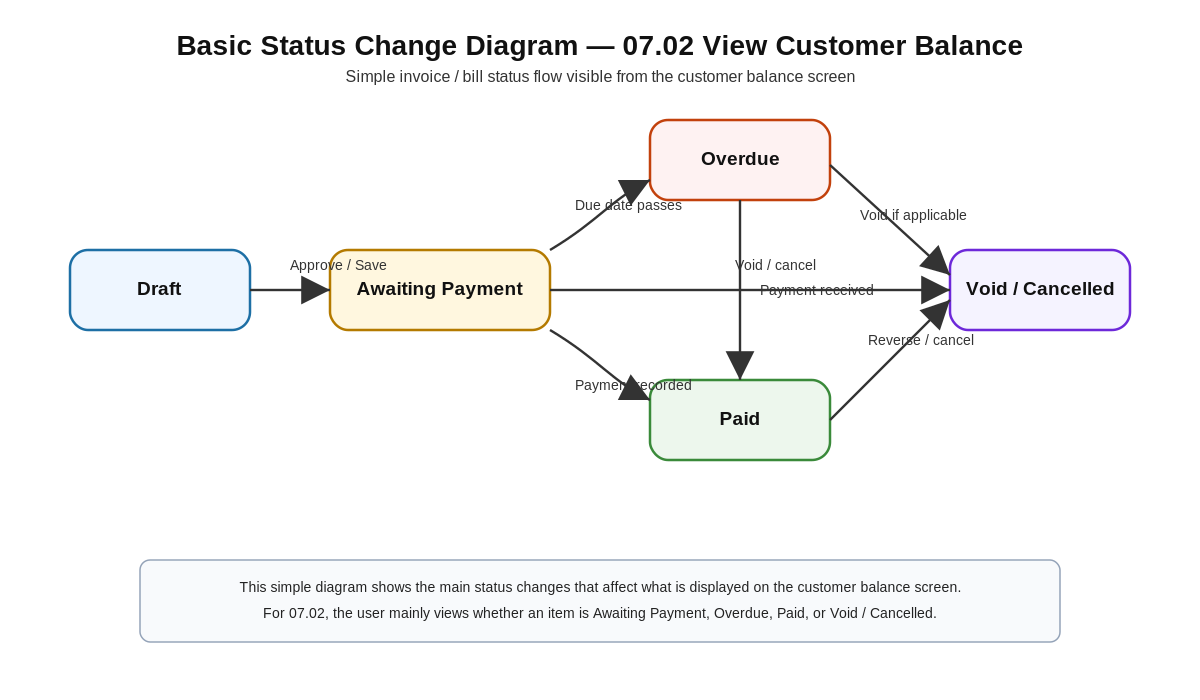 Basic Status Change Diagram — 07.02 View Customer Balance
Simple invoice / bill status flow visible from the customer balance screen
Overdue
Due date passes
Void if applicable
Approve / Save
Void / cancel
Draft
Awaiting Payment
Payment received
Void / Cancelled
Reverse / cancel
Payment recorded
Paid
This simple diagram shows the main status changes that affect what is displayed on the customer balance screen.
For 07.02, the user mainly views whether an item is Awaiting Payment, Overdue, Paid, or Void / Cancelled.